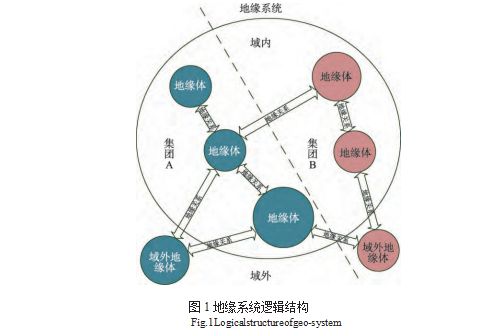 地缘系统
域内
地缘体
地缘体
地缘关系
地缘关系
地缘关系
集团
A
地缘体
集团
B
地缘体
地缘关系
地缘关系
地缘关系
地缘体
地缘关系
地缘关系
域外地
缘体
域外地
缘体
域外
图 1 地缘系统逻辑结构
Fig.1Logicalstructureofgeo-system